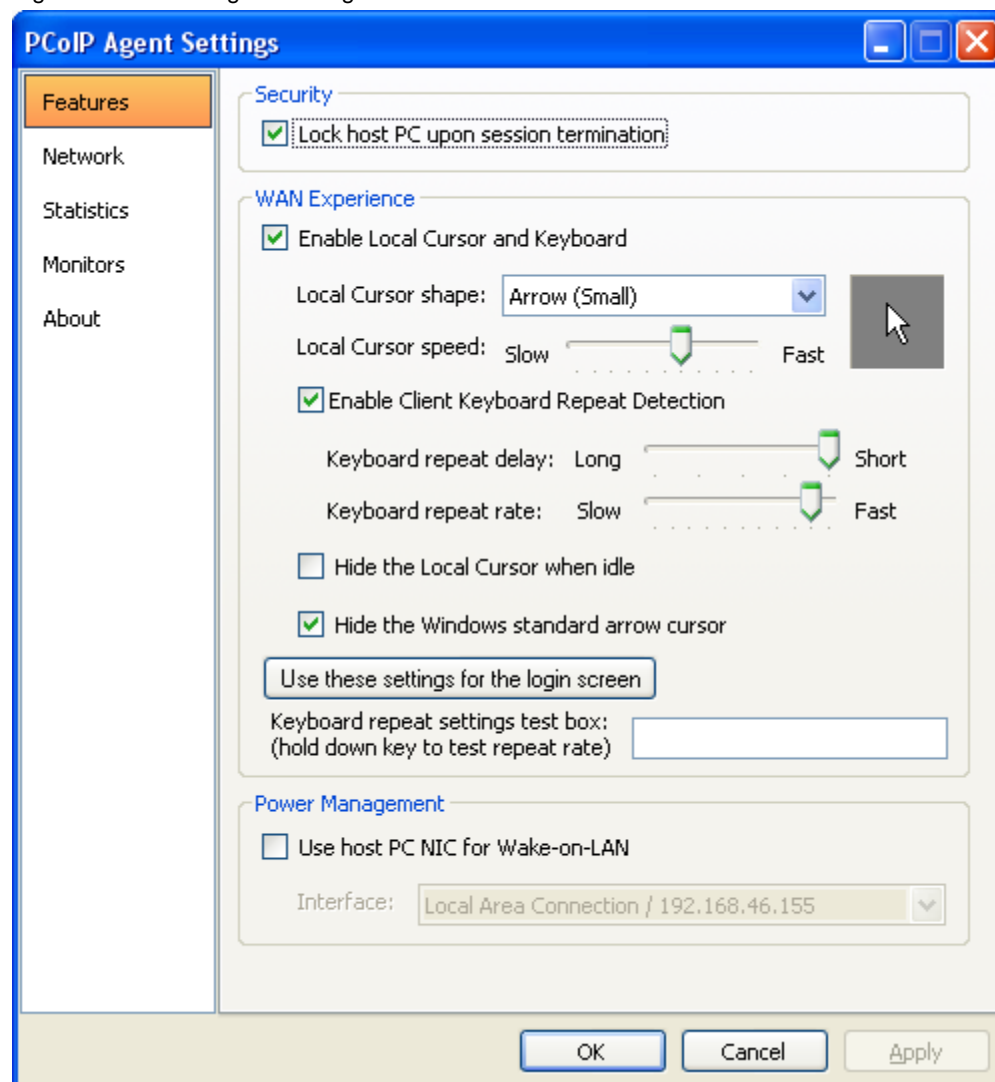 PCoIP Agent Settings
Features
Network
Statistics
Monitors
About
Security
Lock host PC upon session termination
WAN Experience
Enable Local Cursor and Keyboard
Local Cursor shape: Arrow (Small)
Local Cursor speed: Slow Fast
Enable Client Keyboard Repeat Detection
Keyboard repeat delay: Long Short
Keyboard repeat rate: Slow Fast
Hide the Local Cursor when idle
Hide the Windows standard arrow cursor
Use these settings for the login screen
Keyboard repeat settings test box:
(hold down key to test repeat rate)
Power Management
Use host PC NIC for Wake-on-LAN
Interface: Local Area Connection / 192.168.46.155
OK Cancel Apply